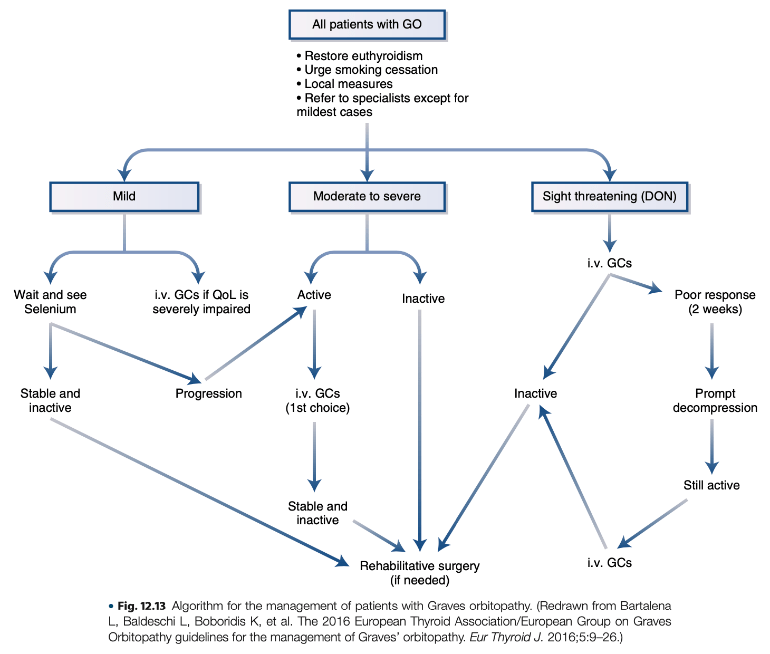 All patients with GO
• Restore euthyroidism
• Urge smoking cessation
• Local measures
• Refer to specialists except for
mildest cases
Mild
Moderate to severe
Sight threatening (DON)
i.v. GCs
Wait and see
Selenium
i.v. GCs if QoL is
severely impaired
Active
Inactive
Poor response
(2 weeks)
Stable and
inactive
Progression
i.v. GCs
(1st choice)
Inactive
Prompt
decompression
Still active
Stable and
inactive
Rehabilitative surgery
(if needed)
i.v. GCs
• Fig. 12.13 Algorithm for the management of patients with Graves orbitopathy. (Redrawn from Bartalena
L, Baldeschi L, Boboridis K, et al. The 2016 European Thyroid Association/European Group on Graves
Orbitopathy guidelines for the management of Graves' orbitopathy. Eur Thyroid J. 2016;5:9–26.)